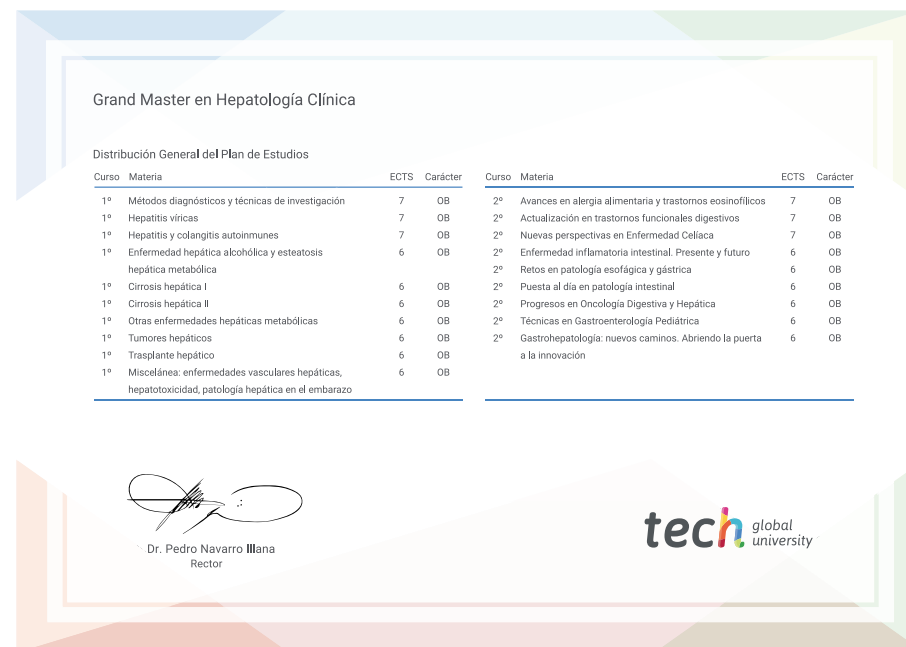 Grand Master en Hepatología Clínica
Distribución General del Plan de Estudios
Curso Materia ECTS Carácter
1º Métodos diagnósticos y técnicas de investigación 7 OB
1º Hepatitis víricas 7 OB
1º Hepatitis y colangitis autoinmunes 7 OB
1º Enfermedad hepática alcohólica y esteatosis 6 OB
hepática metabólica
1º Cirrosis hepática I 6 OB
1º Cirrosis hepática II 6 OB
1º Otras enfermedades hepáticas metabólicas 6 OB
1º Tumores hepáticos 6 OB
1º Trasplante hepático 6 OB
1º Miscelánea: enfermedades vasculares hepáticas, 6 OB
hepatotoxicidad, patología hepática en el embarazo
Curso Materia ECTS Carácter
2º Avances en alergia alimentaria y trastornos eosinofílicos 7 OB
2º Actualización en trastornos funcionales digestivos 7 OB
2º Nuevas perspectivas en Enfermedad Celíaca 7 OB
2º Enfermedad inflamatoria intestinal. Presente y futuro 6 OB
2º Retos en patología esofágica y gástrica 6 OB
2º Puesta al día en patología intestinal 6 OB
2º Progresos en Oncología Digestiva y Hepática 6 OB
2º Técnicas en Gastroenterología Pediátrica 6 OB
2º Gastrohepatología: nuevos caminos. Abriendo la puerta 6 OB
a la innovación
Dr. Pedro Navarro Illana
Rector
tech global
university